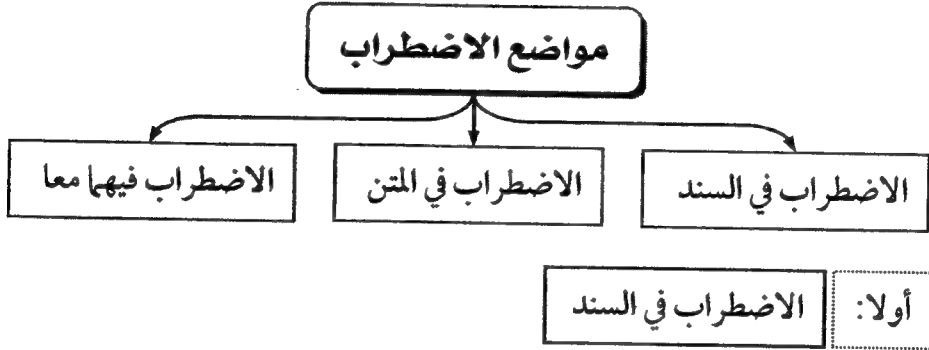 مواضع الاضطراب
الاضطراب في السند
الاضطراب في المتن
الاضطراب فيهما معا
أولا: الاضطراب في السند